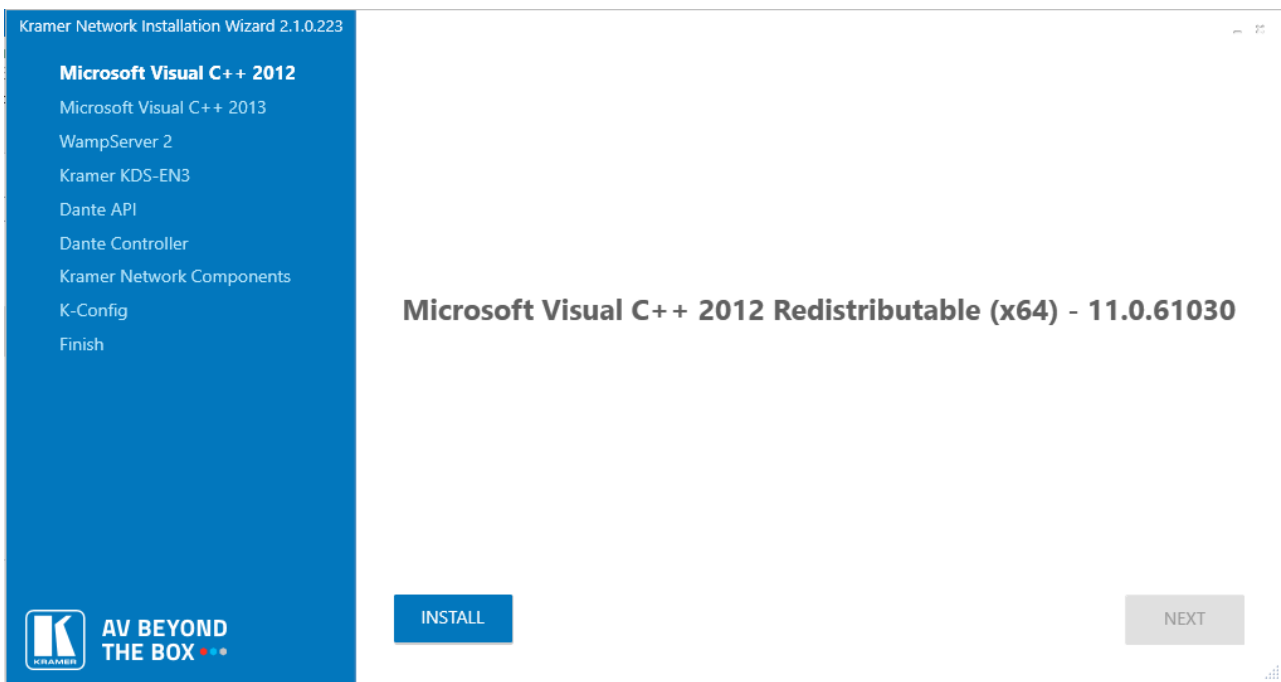 Kramer Network Installation Wizard 2.1.0.223
Microsoft Visual C++ 2012
Microsoft Visual C++ 2013
WampServer 2
Kramer KDS-EN3
Dante API
Dante Controller
Kramer Network Components
K-Config
Finish
Microsoft Visual C++ 2012 Redistributable (x64) - 11.0.61030
INSTALL
NEXT
K
KRAMER
AV BEYOND
THE BOX